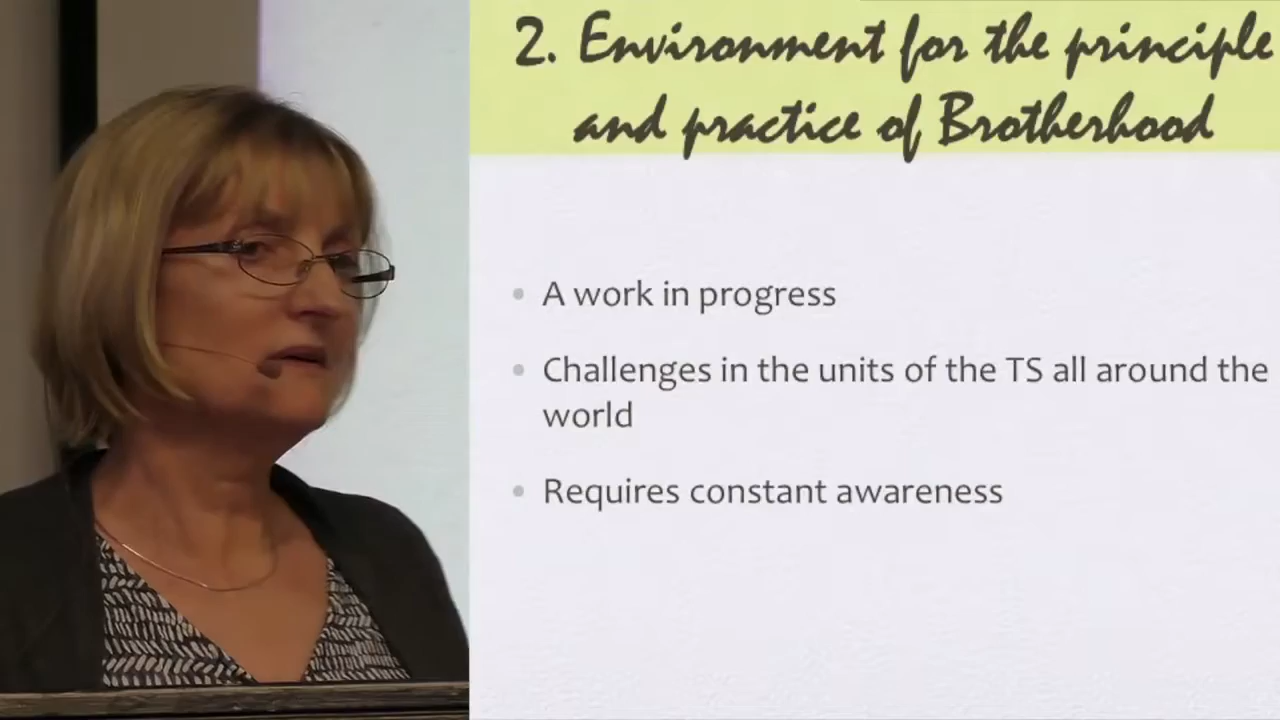 2. Environment for the principle
and practice of Brotherhood
A work in progress
Challenges in the units of the TS all around the
world
Requires constant awareness